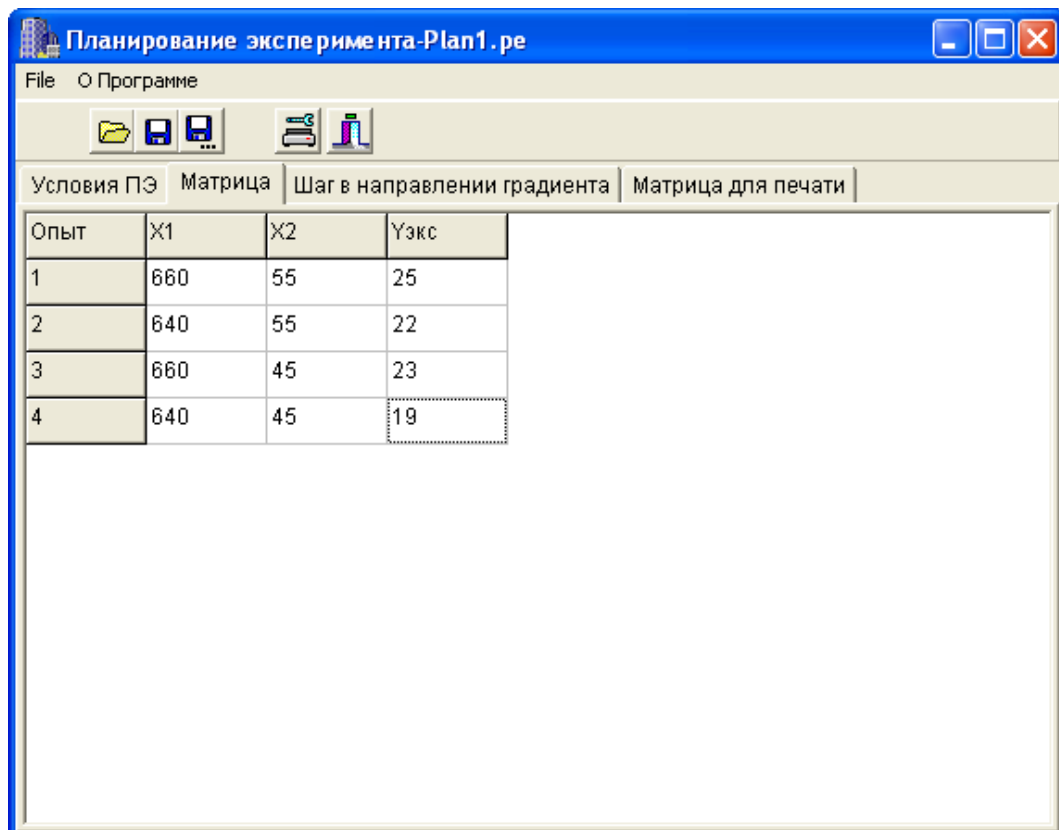 Планирование эксперимента-Plan1.pe
File О Программе
Условия ПЭ Матрица Шаг в направлении градиента Матрица для печати
Опыт X1 X2 Yэкс
1 660 55 25
2 640 55 22
3 660 45 23
4 640 45 19